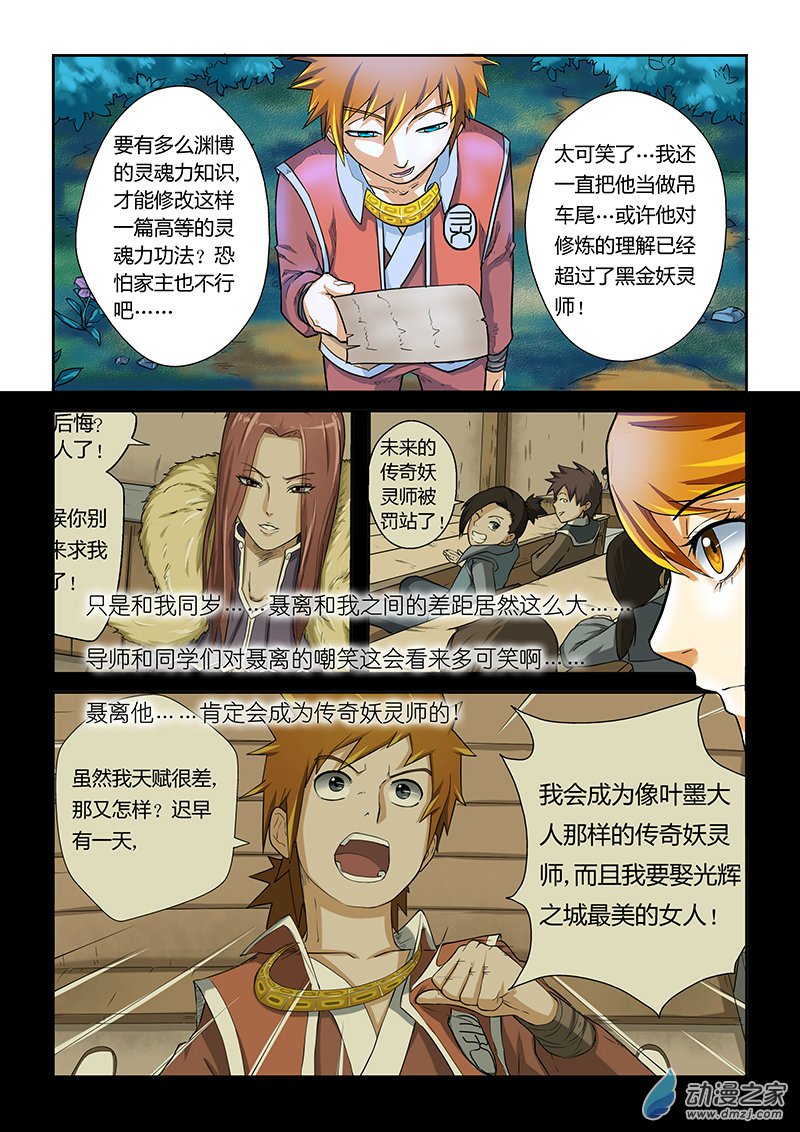 要有多么渊博
的灵魂力知识，
才能修改这样
一篇高等的灵
魂力功法？恐
怕家主也不行
吧……
太可笑了…我还
一直把他当做吊
车尾…或许他对
修炼的理解已经
超过了黑金妖灵
师！
后悔？
人了！
候你别
来求我
了！
未来的
传奇妖
灵师被
罚站了！
只是和我同岁……聂离和我之间的差距居然这么大……
导师和同学们对聂离的嘲笑这会看来多可笑啊……
聂离他……肯定会成为传奇妖灵师的！
虽然我天赋很差，
那又怎样？迟早
有一天，
我会成为像叶墨大
人那样的传奇妖灵
师，而且我要娶光辉
之城最美的女人！
动漫之家
www.dmzj.com